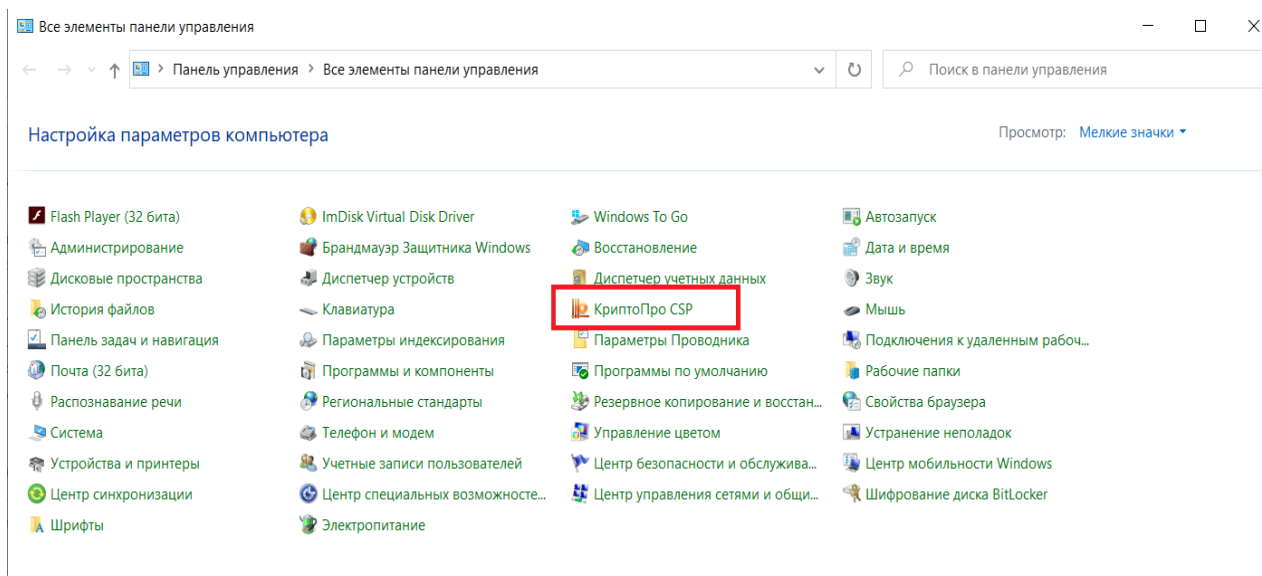 Все элементы панели управления
Панель управления > Все элементы панели управления
Поиск в панели управления
Настройка параметров компьютера
Просмотр: Мелкие значки
Flash Player (32 бита)
ImDisk Virtual Disk Driver
Windows To Go
Автозапуск
Администрирование
Брандмауэр Защитника Windows
Восстановление
Дата и время
Дисковые пространства
Диспетчер устройств
Диспетчер учетных данных
Звук
История файлов
Клавиатура
КриптоПро CSP
Мышь
Панель задач и навигация
Параметры индексирования
Параметры Проводника
Подключения к удаленным рабоч...
Почта (32 бита)
Программы и компоненты
Программы по умолчанию
Рабочие папки
Распознавание речи
Региональные стандарты
Резервное копирование и восстан...
Свойства браузера
Система
Телефон и модем
Управление цветом
Устранение неполадок
Устройства и принтеры
Учетные записи пользователей
Центр безопасности и обслужива...
Центр мобильности Windows
Центр синхронизации
Центр специальных возможносте...
Центр управления сетями и общи...
Шифрование диска BitLocker
Шрифты
Электропитание